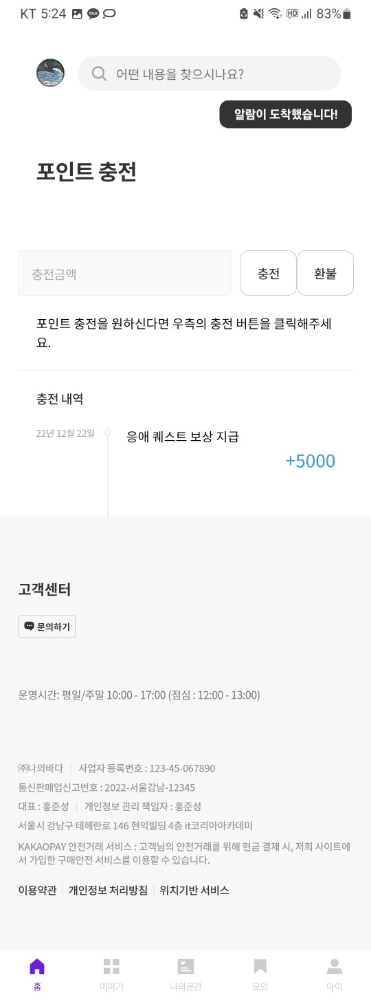 KT 5:24 TALK HD 83%
어떤 내용을 찾으시나요?
알람이 도착했습니다!
포인트 충전
충전금액 충전 환불
포인트 충전을 원하신다면 우측의 충전 버튼을 클릭해주세
요.
충전 내역
22년 12월 22일 응애 퀘스트 보상 지급
+5000
고객센터
문의하기
운영시간: 평일/주말 10:00 - 17:00 (점심 : 12:00 - 13:00)
㈜나의바다 | 사업자 등록번호 : 123-45-067890
통신판매업신고번호 : 2022-서울강남-12345
대표 : 홍준성 | 개인정보 관리 책임자 : 홍준성
서울시 강남구 테헤란로 146 현익빌딩 4층 it코리아아카데미
KAKAOPAY 안전거래 서비스 : 고객님의 안전거래를 위해 현금 결제 시, 저희 사이트에
서 가입한 구매안전 서비스를 이용할 수 있습니다.
이용약관 | 개인정보 처리방침 | 위치기반 서비스
홈 이야기 나의공간 모임 마이